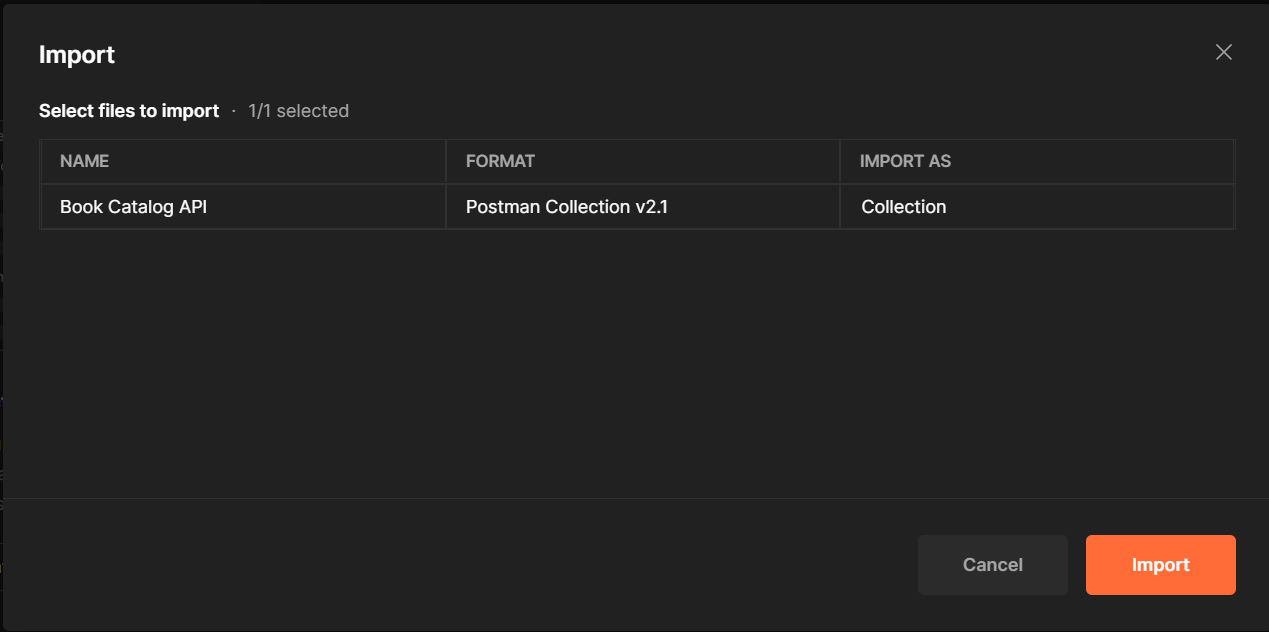 Import
Select files to import · 1/1 selected
NAME FORMAT IMPORT AS
Book Catalog API Postman Collection v2.1 Collection
Cancel Import